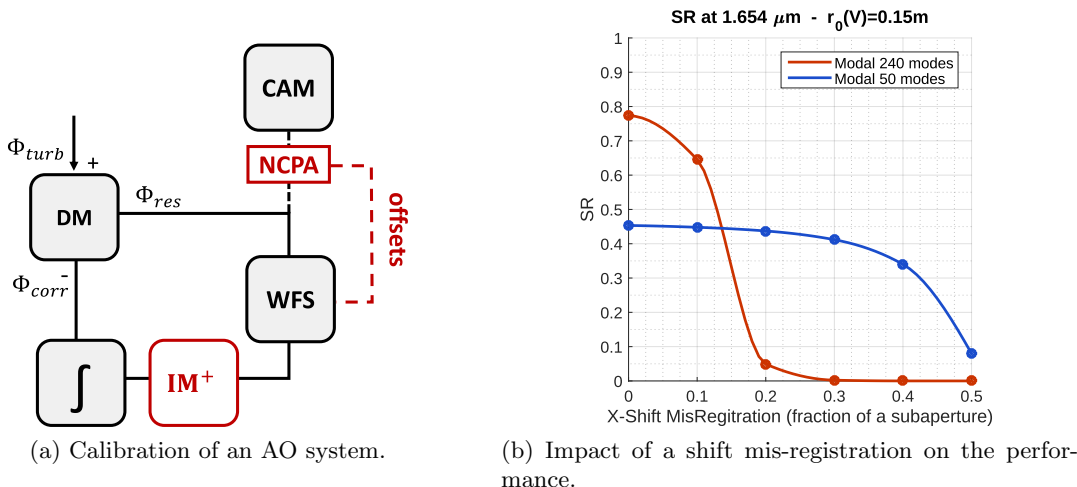 CAM
NCPA
Φturb
+
Φres
DM
offsets
Φcorr
-
WFS
∫
IM+
(a) Calibration of an AO system.
SR at 1.654 μm - r0(V)=0.15m
Modal 240 modes
Modal 50 modes
SR
1
0.9
0.8
0.7
0.6
0.5
0.4
0.3
0.2
0.1
0
0 0.1 0.2 0.3 0.4 0.5
X-Shift MisRegitration (fraction of a subaperture)
(b) Impact of a shift mis-registration on the perfor-
mance.